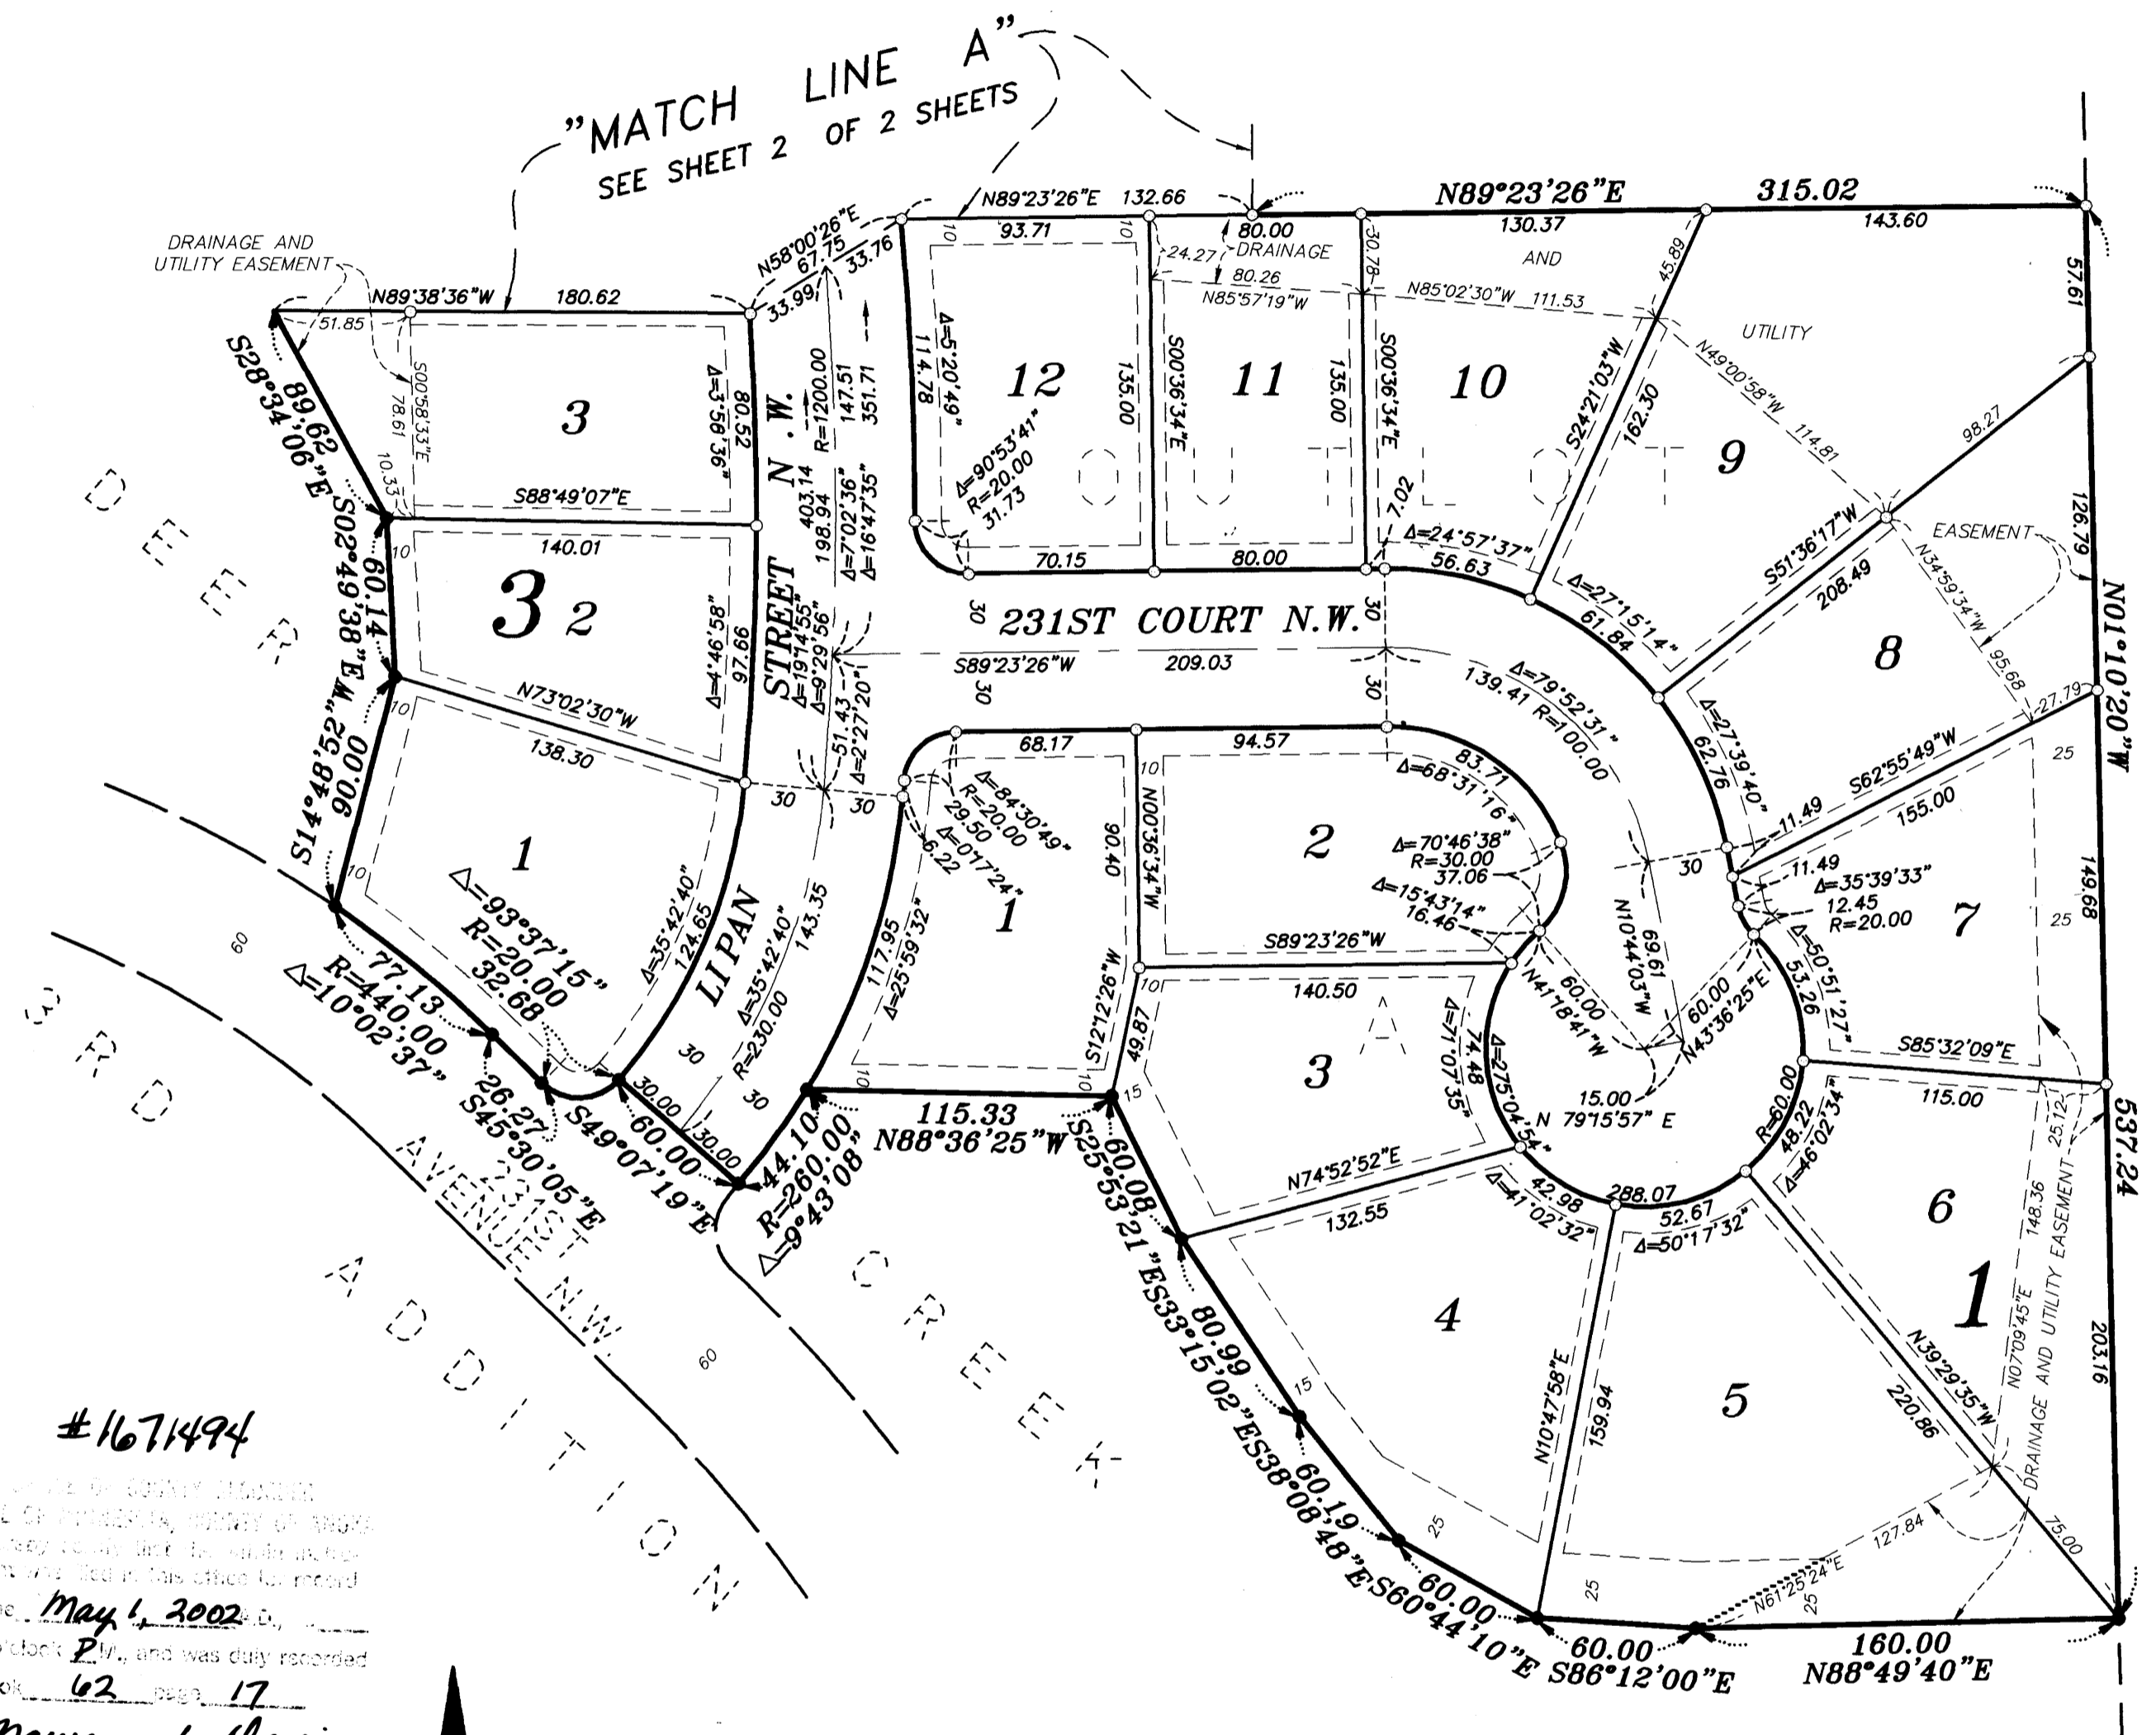 "MATCH LINE A"
SEE SHEET 2 OF 2 SHEETS
DRAINAGE AND
UTILITY EASEMENT
N89°38'36"W 180.62
51.85
S28°34'06"E
89.62
S00°58'33"E
78.61
10.33
3
Δ=3°58'36"
80.52
S88°49'07"E
140.01
10
S02°49'38"E
60.14
3
2
Δ=4°46'58"
97.66
N73°02'30"W
138.30
10
S14°48'52"W
90.00
10
1
Δ=93°37'15"
R=20.00
32.68
Δ=35°42'40"
124.65
77.13
R=440.00
Δ=10°02'37"
26.27
S45°30'05"E
S49°07'19"E
60.00
30.00
30.00
44.10
R=260.00
Δ=9°43'08"
N58°00'26"E
67.75
33.99
33.76
STREET N.W.
LIPAN
R=1200.00
403.14
Δ=19°14'55"
198.94
Δ=9°29'56"
147.51
Δ=7°02'36"
351.71
Δ=16°47'35"
51.43
Δ=2°27'20"
30
30
143.35
Δ=35°42'40"
R=230.00
30
30
N89°23'26"E 132.66
93.71
10
10
Δ=5°20'49"
114.78
12
135.00
Δ=90°53'41"
R=20.00
31.73
70.15
N89°23'26"E 315.02
80.00
24.27
DRAINAGE
80.26
N85°57'19"W
S00°36'34"E
11
135.00
80.00
30.78
130.37
AND
N85°02'30"W 111.53
S00°36'34"E
10
7.02
Δ=24°57'37"
56.63
45.89
S24°21'03"W
162.30
143.60
UTILITY
N49°00'58"W
114.81
9
Δ=27°15'14"
61.84
98.27
S51°36'17"W
208.49
57.61
EASEMENT
126.79
N34°59'34"W
95.68
8
27.79
Δ=27°39'40"
62.76
S62°55'49"W
155.00
11.49
N01°10'20"W
537.24
OUTLOT
A
231ST COURT N.W.
30
30
30
30
S89°23'26"W 209.03
Δ=79°52'31"
139.41 R=100.00
68.17
94.57
83.71
Δ=68°31'16"
Δ=84°30'49"
R=20.00
29.50
Δ=0°17'24"
6.22
117.95
Δ=25°59'32"
1
10
N00°36'34"W
90.40
2
Δ=70°46'38"
R=30.00
37.06
Δ=15°43'14"
16.46
S89°23'26"W
140.50
30
11.49
Δ=35°39'33"
12.45
R=20.00
25
25
149.68
7
N10°44'03"W
69.61
N41°18'41"W
60.00
60.00
N43°36'25"E
Δ=50°51'27"
53.26
15.00
N 79°15'57" E
S12°12'26"W
49.87
10
10
10
115.33
N88°36'25"W
15
3
Δ=71°07'35"
74.48
Δ=275°04'54"
288.07
R=60.00
N74°52'52"E
132.55
Δ=41°02'32"
42.98
52.67
Δ=50°17'32"
48.22
Δ=46°02'34"
S85°32'09"E
115.00
25.12
6
1
148.36
N07°09'45"E
DRAINAGE AND UTILITY EASEMENT
203.16
S25°53'21"E
60.08
4
S33°15'02"E
80.99
15
N10°47'58"E
159.94
5
N39°29'35"W
220.86
75.00
S38°08'48"E
60.19
25
S60°44'10"E
60.00
25
127.84
N61°25'24"E
25
60.00
S86°12'00"E
160.00
N88°49'40"E
DEER
CREEK
3RD
ADDITION
231ST
AVENUE N.W.
60
60
#1671494
May 1, 2002 A.D.,
o'clock P.M., and was duly recorded
62 page 17